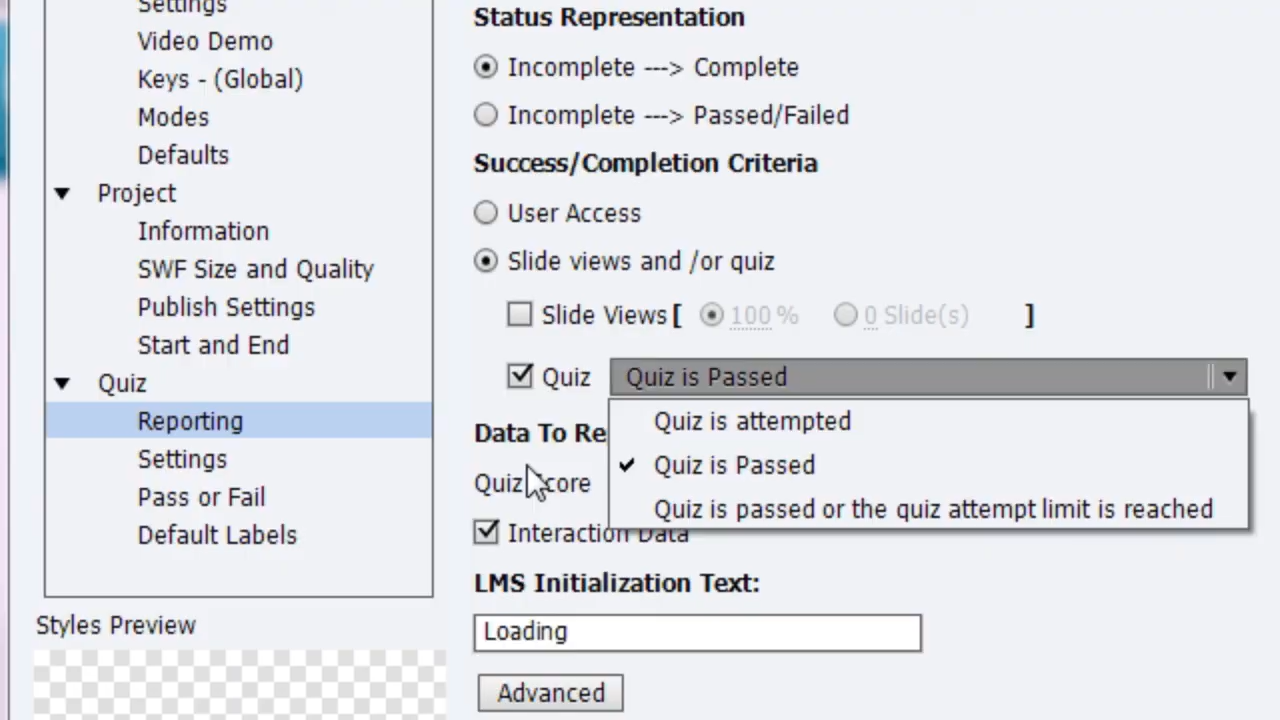 Settings
Video Demo
Keys - (Global)
Modes
Defaults
Project
Information
SWF Size and Quality
Publish Settings
Start and End
Quiz
Reporting
Settings
Pass or Fail
Default Labels
Styles Preview
Status Representation
Incomplete ---> Complete
Incomplete ---> Passed/Failed
Success/Completion Criteria
User Access
Slide views and /or quiz
Slide Views [ 100 % 0 Slide(s) ]
Quiz Quiz is Passed
Quiz is attempted
Quiz is Passed
Quiz is passed or the quiz attempt limit is reached
Data To Re
Quiz Score
Interaction Data
LMS Initialization Text:
Loading
Advanced